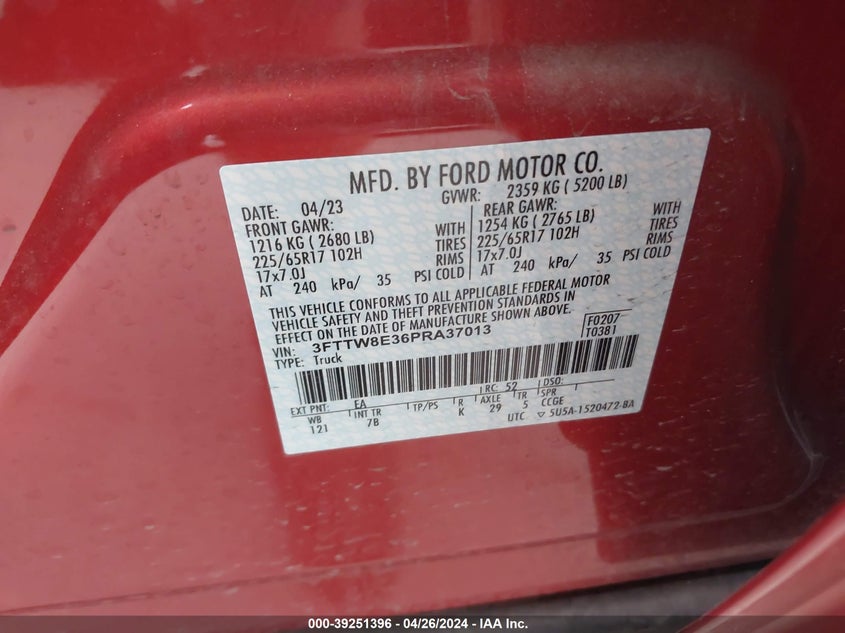 MFD. BY FORD MOTOR CO.
DATE: 04/23 GVWR: 2359 KG ( 5200 LB)
FRONT GAWR: REAR GAWR:
1216 KG ( 2680 LB) WITH 1254 KG ( 2765 LB) WITH
225/65R17 102H TIRES 225/65R17 102H TIRES
17x7.0J RIMS 17x7.0J RIMS
AT 240 kPa/ 35 PSI COLD AT 240 kPa/ 35 PSI COLD
THIS VEHICLE CONFORMS TO ALL APPLICABLE FEDERAL MOTOR
VEHICLE SAFETY AND THEFT PREVENTION STANDARDS IN
EFFECT ON THE DATE OF MANUFACTURE SHOWN ABOVE.
VIN: 3FTTW8E36PRA37013 F0207
TYPE: Truck T0381
EXT PNT: EA RC: 52 DSO:
WB INT TR TP/PS R AXLE TR SPR
121 7B K 29 5 CCGE
UTC ▽ 5U5A-1520472-BA
000-39251396 - 04/26/2024 - IAA Inc.